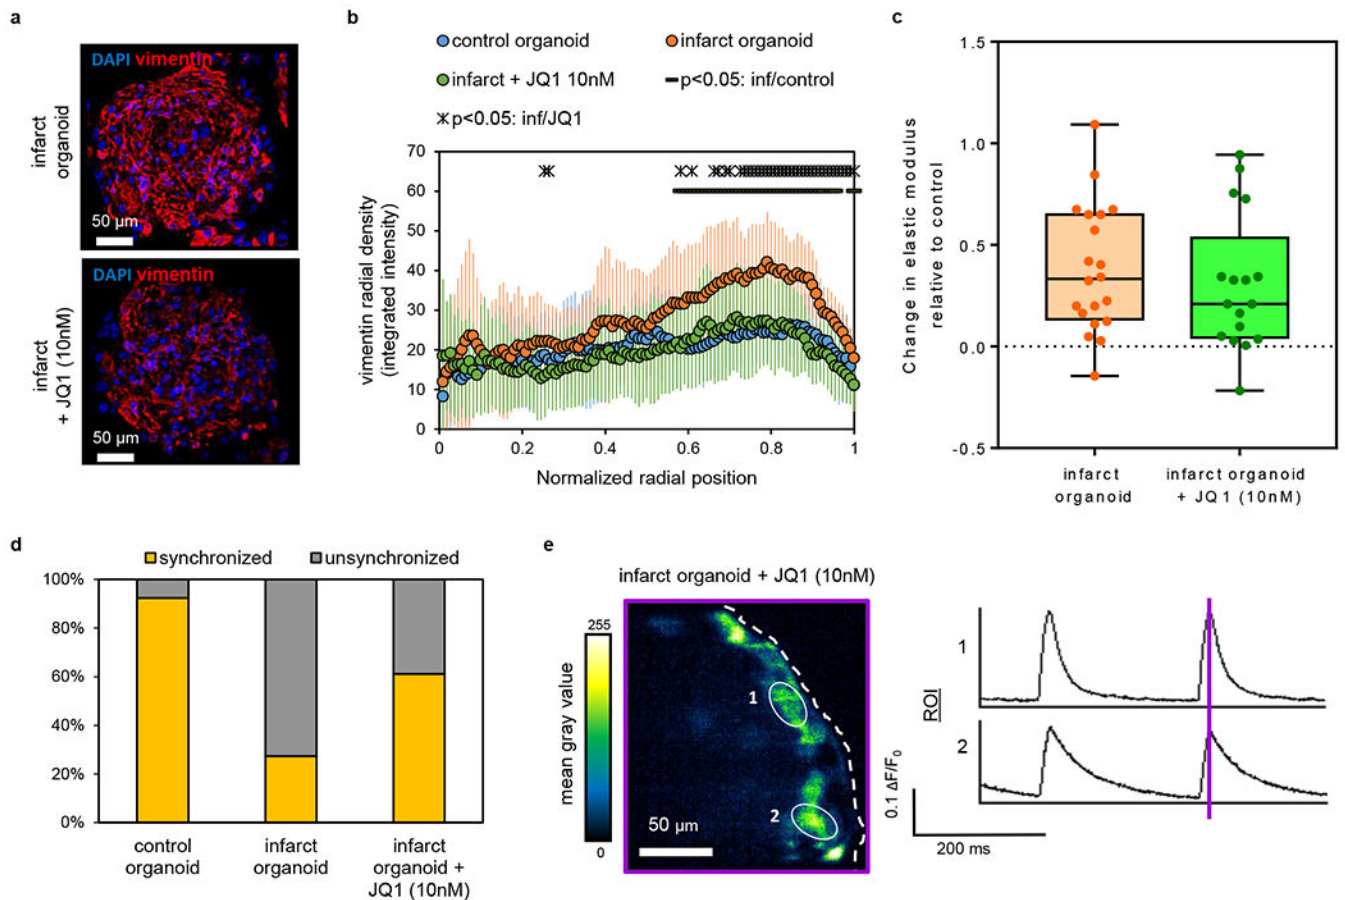 a
DAPI vimentin
infarct
organoid
50 µm
DAPI vimentin
infarct
+ JQ1 (10nM)
50 µm
b
control organoid
infarct organoid
infarct + JQ1 10nM
p<0.05: inf/control
p<0.05: inf/JQ1
vimentin radial density
(integrated intensity)
70
60
50
40
30
20
10
0
0
0.2
0.4
0.6
0.8
1
Normalized radial position
c
Change in elastic modulus
relative to control
1.5
1.0
0.5
0.0
-0.5
infarct
organoid
infarct organoid
+ JQ1 (10nM)
d
synchronized
unsynchronized
100%
80%
60%
40%
20%
0%
control
organoid
infarct
organoid
infarct
organoid +
JQ1 (10nM)
e
infarct organoid + JQ1 (10nM)
mean gray value
255
0
1
2
50 µm
ROI
1
2
0.1 ΔF/F0
200 ms